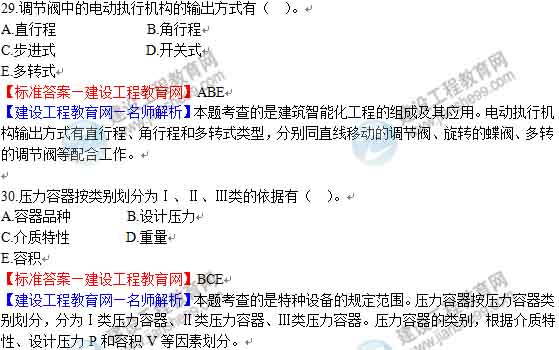 29.调节阀中的电动执行机构的输出方式有（ ）。
A.直行程 B.角行程
C.步进式 D.开关式
E.多转式
【标准答案—建设工程教育网】ABE
【建设工程教育网—名师解析】本题考查的是建筑智能化工程的组成及其应用。电动执行机
构输出方式有直行程、角行程和多转式类型，分别同直线移动的调节阀、旋转的蝶阀、多转
的调节阀等配合工作。
30.压力容器按类别划分为Ⅰ、Ⅱ、Ⅲ类的依据有（ ）。
A.容器品种 B.设计压力
C.介质特性 D.重量
E.容积
【标准答案—建设工程教育网】BCE
【建设工程教育网—名师解析】本题考查的是特种设备的规定范围。压力容器按压力容器类
别划分，分为Ⅰ类压力容器、Ⅱ类压力容器、Ⅲ类压力容器。压力容器的类别，根据介质特
性、设计压力 P 和容积 V 等因素划分。